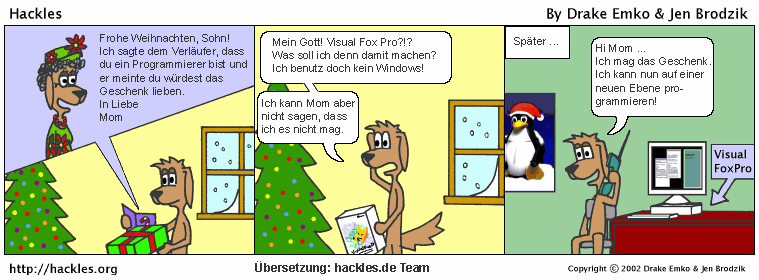 Hackles
By Drake Emko & Jen Brodzik
Frohe Weihnachten, Sohn!
Ich sagte dem Verläufer, dass
du ein Programmierer bist und
er meinte du würdest das
Geschenk lieben.
In Liebe
Mom
Mein Gott! Visual Fox Pro?!?
Was soll ich denn damit machen?
Ich benutz doch kein Windows!
Ich kann Mom aber
nicht sagen, dass
ich es nicht mag.
Später ...
Hi Mom ...
Ich mag das Geschenk.
Ich kann nun auf einer
neuen Ebene pro-
grammieren!
Visual
FoxPro
http://hackles.org
Übersetzung: hackles.de Team
Copyright © 2002 Drake Emko & Jen Brodzik